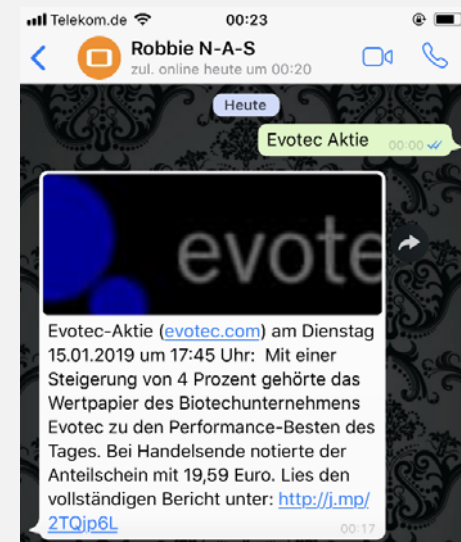 Telekom.de 00:23
Robbie N-A-S
zul. online heute um 00:20
Heute
Evotec Aktie 00:00
evote
Evotec-Aktie (evotec.com) am Dienstag
15.01.2019 um 17:45 Uhr: Mit einer
Steigerung von 4 Prozent gehörte das
Wertpapier des Biotechunternehmens
Evotec zu den Performance-Besten des
Tages. Bei Handelsende notierte der
Anteilschein mit 19,59 Euro. Lies den
vollständigen Bericht unter: http://j.mp/
2TQjp6L 00:17